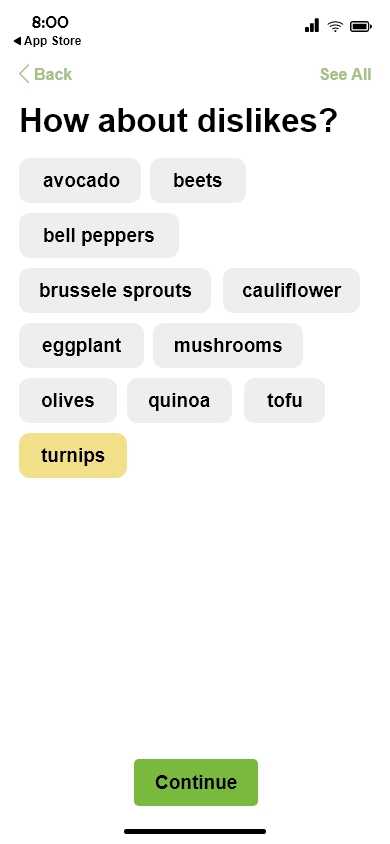 8:00
App Store
Back See All
How about dislikes?
avocado beets
bell peppers
brussele sprouts cauliflower
eggplant mushrooms
olives quinoa tofu
turnips
Continue